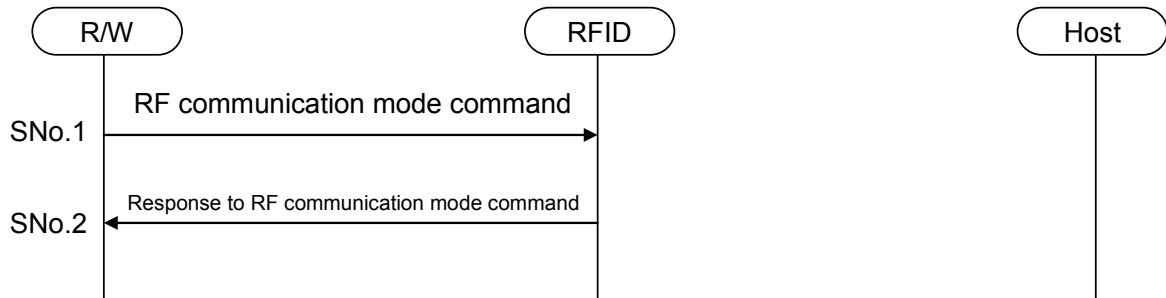 R/W
RFID
Host
RF communication mode command
SNo.1
Response to RF communication mode command
SNo.2